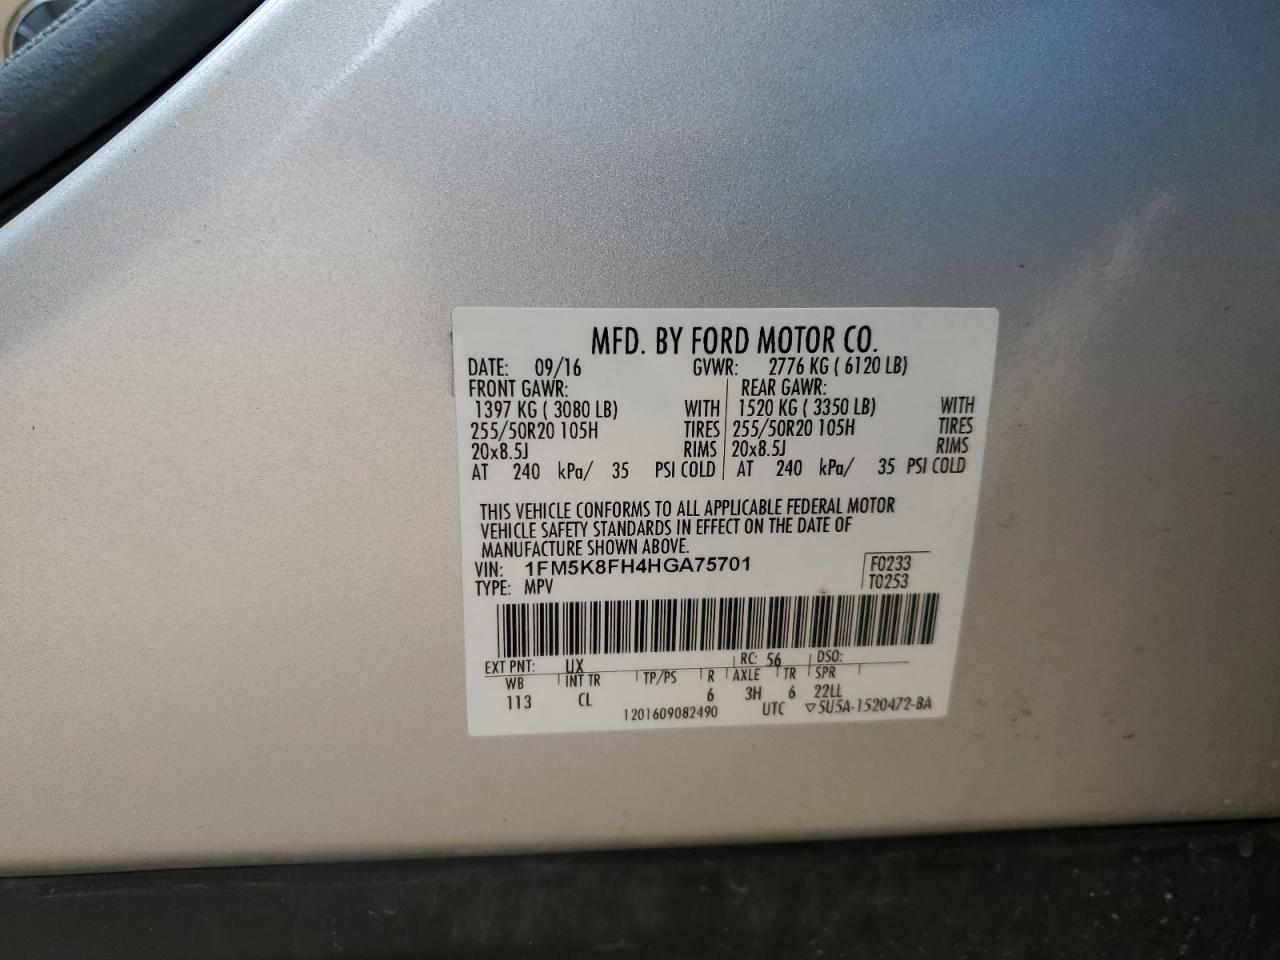 MFD. BY FORD MOTOR CO.
DATE: 09/16 GVWR: 2776 KG ( 6120 LB)
FRONT GAWR: REAR GAWR:
1397 KG ( 3080 LB) WITH 1520 KG ( 3350 LB) WITH
255/50R20 105H TIRES 255/50R20 105H TIRES
20x8.5J RIMS 20x8.5J RIMS
AT 240 kPa/ 35 PSI COLD AT 240 kPa/ 35 PSI COLD
THIS VEHICLE CONFORMS TO ALL APPLICABLE FEDERAL MOTOR
VEHICLE SAFETY STANDARDS IN EFFECT ON THE DATE OF
MANUFACTURE SHOWN ABOVE.
VIN: 1FM5K8FH4HGA75701 F0233
TYPE: MPV T0253
EXT PNT: UX RC: 56 DSO:
WB INT TR TP/PS R AXLE TR SPR
113 CL 6 3H 6 22LL
1201609082490 UTC ▽5U5A-1520472-BA